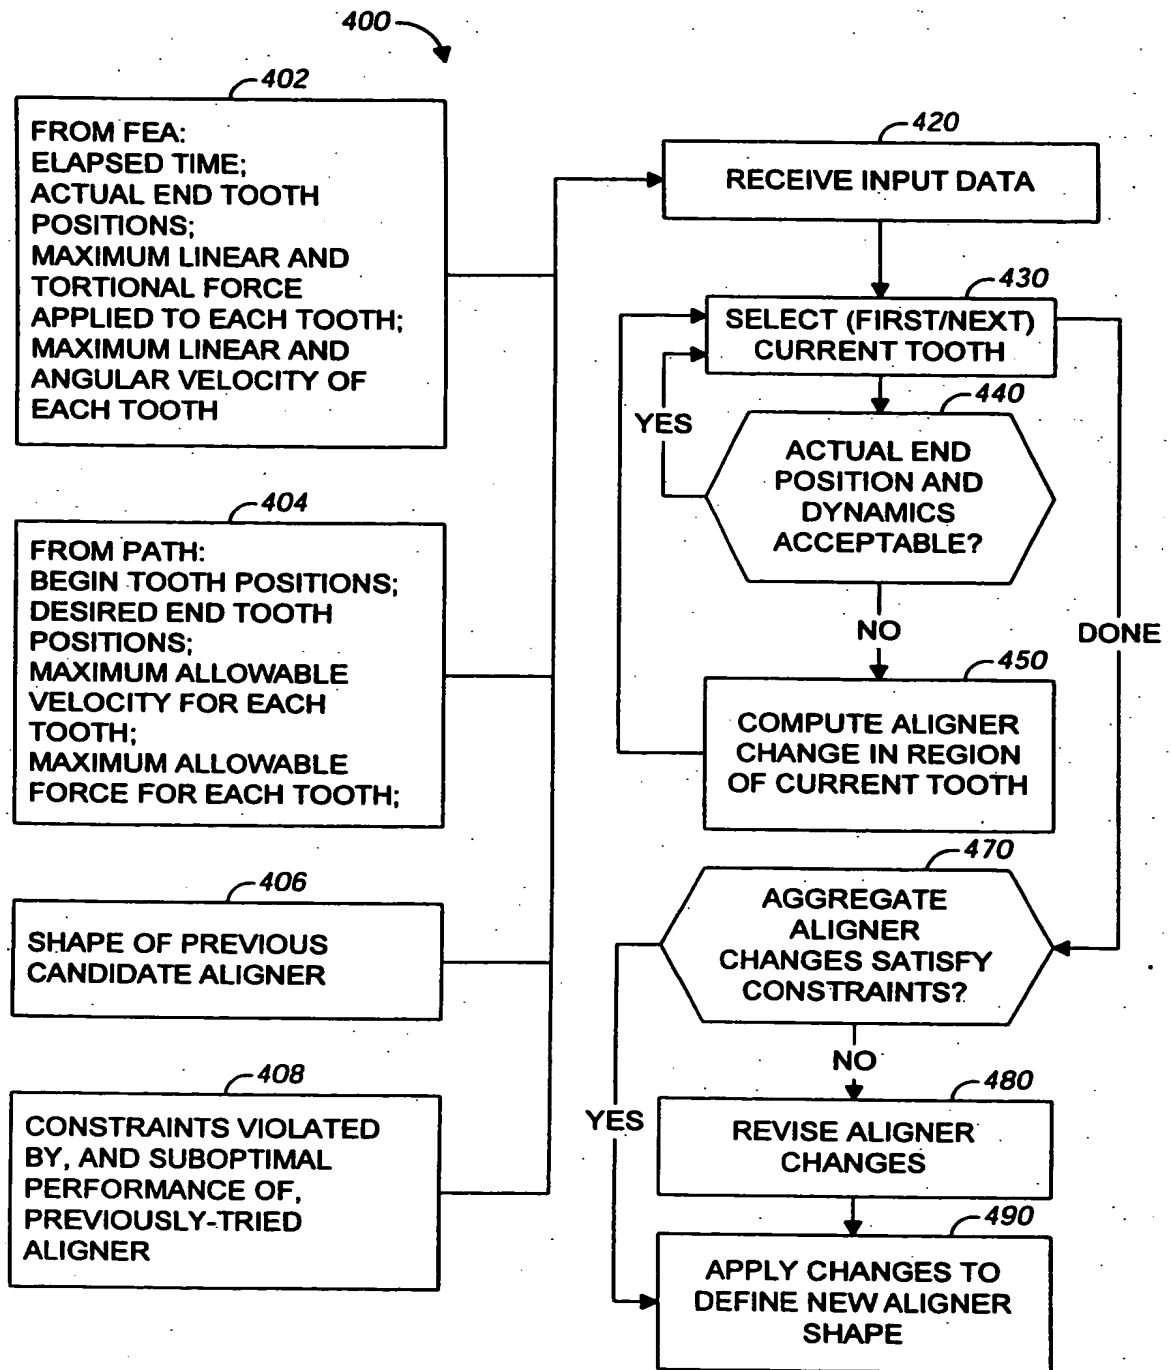 400
402
FROM FEA:
ELAPSED TIME;
ACTUAL END TOOTH
POSITIONS;
MAXIMUM LINEAR AND
TORTIONAL FORCE
APPLIED TO EACH TOOTH;
MAXIMUM LINEAR AND
ANGULAR VELOCITY OF
EACH TOOTH
404
FROM PATH:
BEGIN TOOTH POSITIONS;
DESIRED END TOOTH
POSITIONS;
MAXIMUM ALLOWABLE
VELOCITY FOR EACH
TOOTH;
MAXIMUM ALLOWABLE
FORCE FOR EACH TOOTH;
406
SHAPE OF PREVIOUS
CANDIDATE ALIGNER
408
CONSTRAINTS VIOLATED
BY, AND SUBOPTIMAL
PERFORMANCE OF,
PREVIOUSLY-TRIED
ALIGNER
420
RECEIVE INPUT DATA
430
SELECT (FIRST/NEXT)
CURRENT TOOTH
440
YES
ACTUAL END
POSITION AND
DYNAMICS
ACCEPTABLE?
NO
DONE
450
COMPUTE ALIGNER
CHANGE IN REGION
OF CURRENT TOOTH
470
AGGREGATE
ALIGNER
CHANGES SATISFY
CONSTRAINTS?
NO
YES
480
REVISE ALIGNER
CHANGES
490
APPLY CHANGES TO
DEFINE NEW ALIGNER
SHAPE